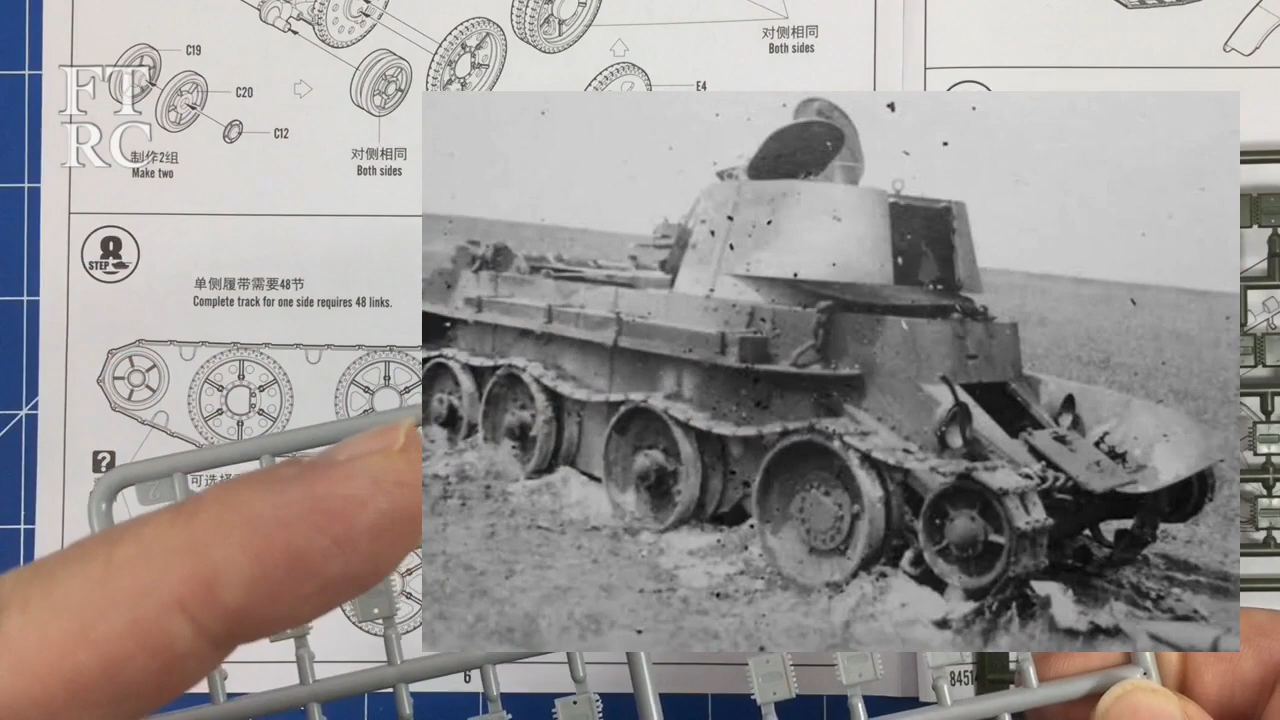 FT
RC
C19
C20
C12
制作2组
Make two
对侧相同
Both sides
对侧相同
Both sides
E4
8
STEP
单侧履带需要48节
Complete track for one side requires 48 links.
?
可选择
6
8451